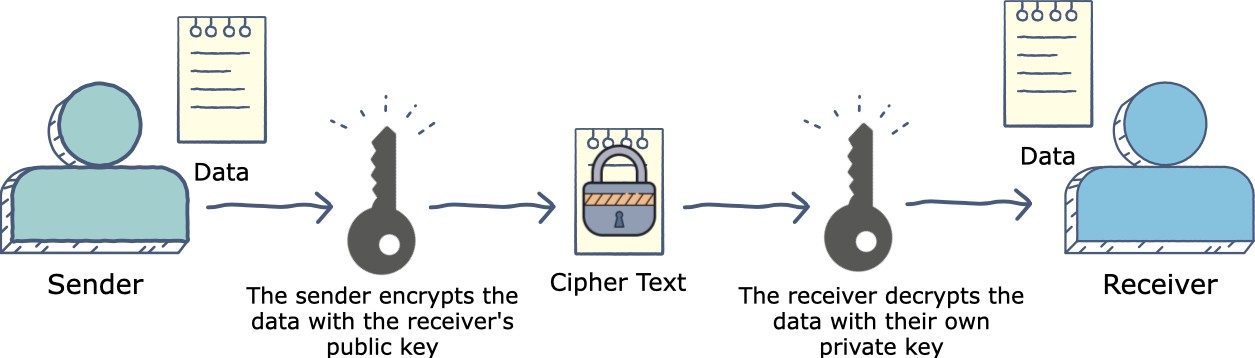 Data
Sender
The sender encrypts the
data with the receiver's
public key
Cipher Text
The receiver decrypts the
data with their own
private key
Data
Receiver